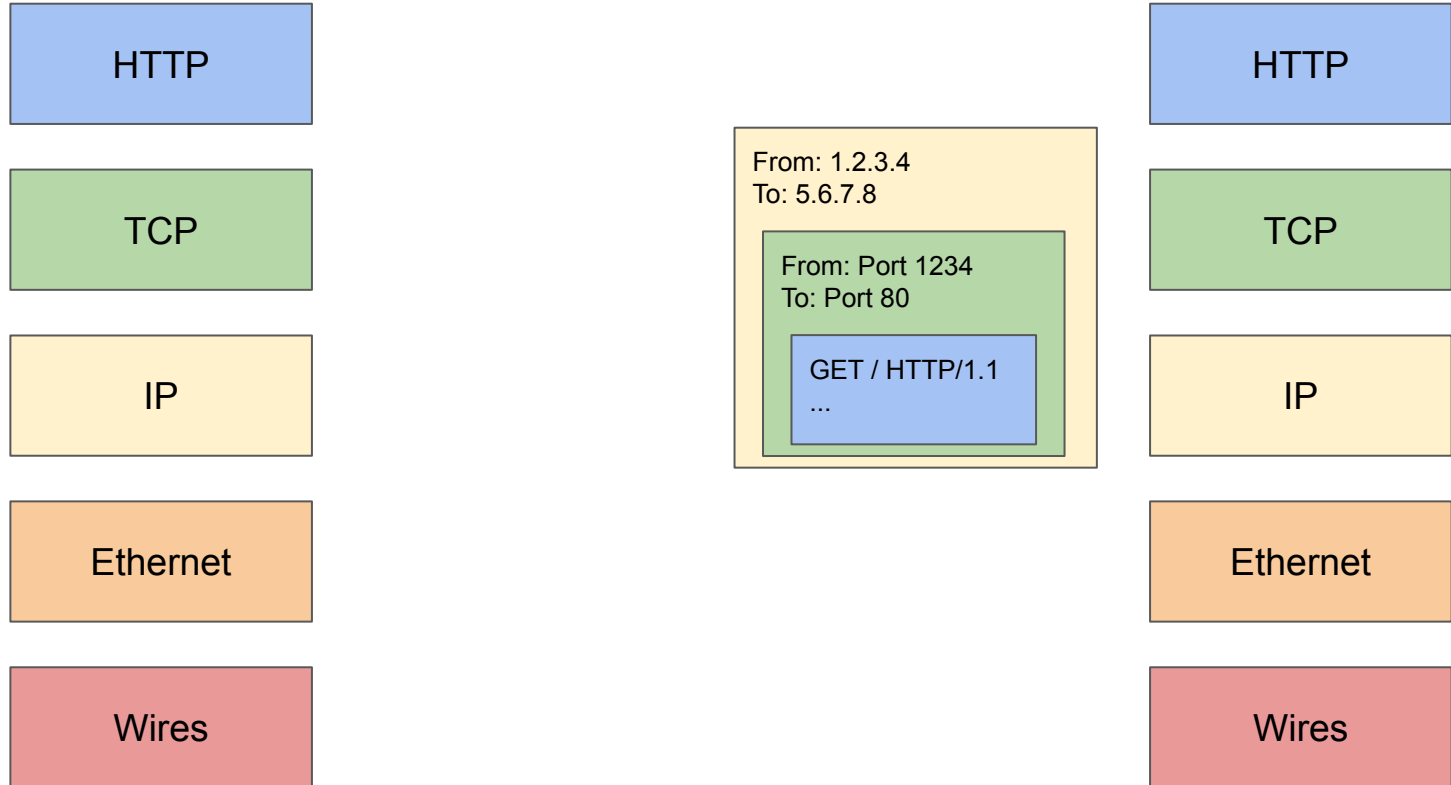 HTTP
TCP
IP
Ethernet
Wires
From: 1.2.3.4
To: 5.6.7.8
From: Port 1234
To: Port 80
GET / HTTP/1.1
...
HTTP
TCP
IP
Ethernet
Wires